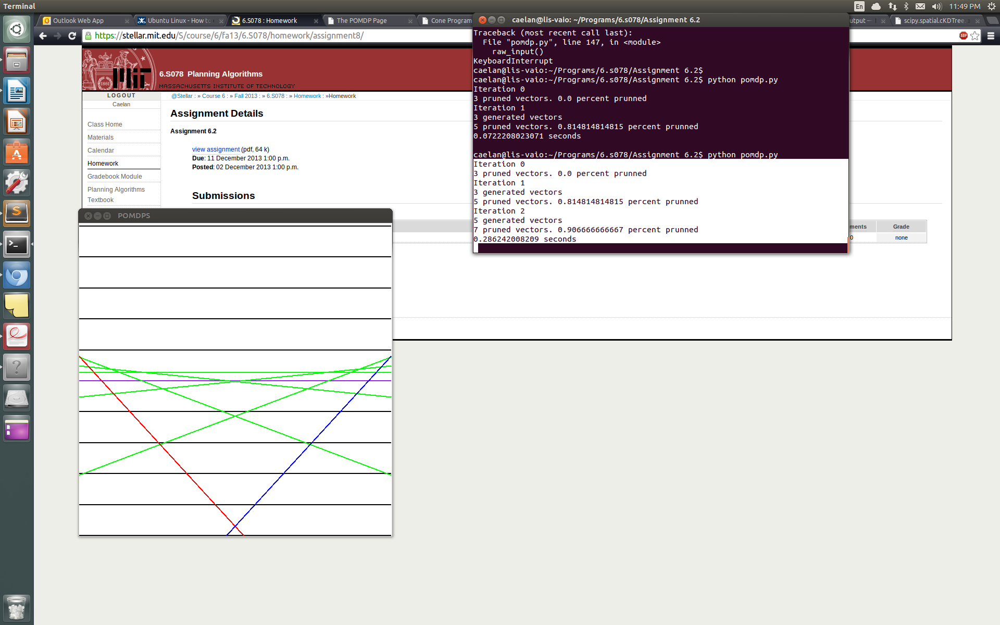 Terminal
En
11:49 PM
Outlook Web App
Ubuntu Linux - How to
6.S078 : Homework
The POMDP Page
Cone Program
utput —
scipy.spatial.cKDTree
https://stellar.mit.edu/S/course/6/fa13/6.S078/homework/assignment8/
ABP
caelan@lis-vaio: ~/Programs/6.s078/Assignment 6.2
Traceback (most recent call last):
File "pomdp.py", line 147, in <module>
raw_input()
KeyboardInterrupt
caelan@lis-vaio:~/Programs/6.s078/Assignment 6.2$
caelan@lis-vaio:~/Programs/6.s078/Assignment 6.2$ python pomdp.py
Iteration 0
3 pruned vectors. 0.0 percent prunned
Iteration 1
3 generated vectors
5 pruned vectors. 0.814814814815 percent prunned
0.0722208023071 seconds
caelan@lis-vaio:~/Programs/6.s078/Assignment 6.2$ python pomdp.py
Iteration 0
3 pruned vectors. 0.0 percent prunned
Iteration 1
3 generated vectors
5 pruned vectors. 0.814814814815 percent prunned
Iteration 2
5 generated vectors
7 pruned vectors. 0.906666666667 percent prunned
0.286242008209 seconds
1861
MIT
6.S078 Planning Algorithms
MASSACHUSETTS INSTITUTE OF TECHNOLOGY
LOGOUT
Caelan
@Stellar : » Course 6 : » Fall 2013 : » 6.S078 : » Homework : »Homework
Class Home
Materials
Calendar
Homework
Gradebook Module
Planning Algorithms
Textbook
Assignment Details
Assignment 6.2
view assignment (pdf, 64 k)
Due: 11 December 2013 1:00 p.m.
Posted: 02 December 2013 1:00 p.m.
Submissions
ments
Grade
0
none
POMDPS